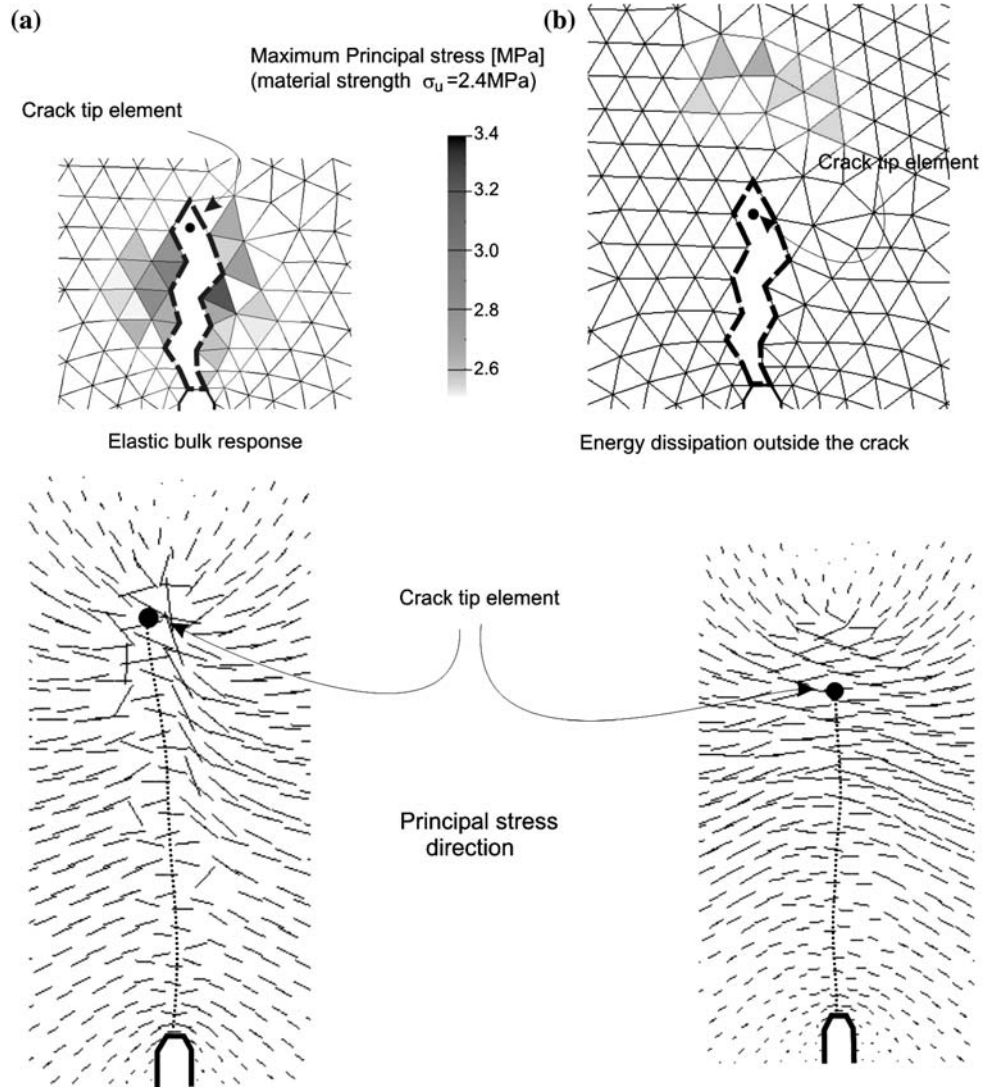 (a)
(b)
Maximum Principal stress [MPa]
(material strength σu=2.4MPa)
Crack tip element
3.4
3.2
3.0
2.8
2.6
Crack tip element
Elastic bulk response
Energy dissipation outside the crack
Crack tip element
Principal stress
direction